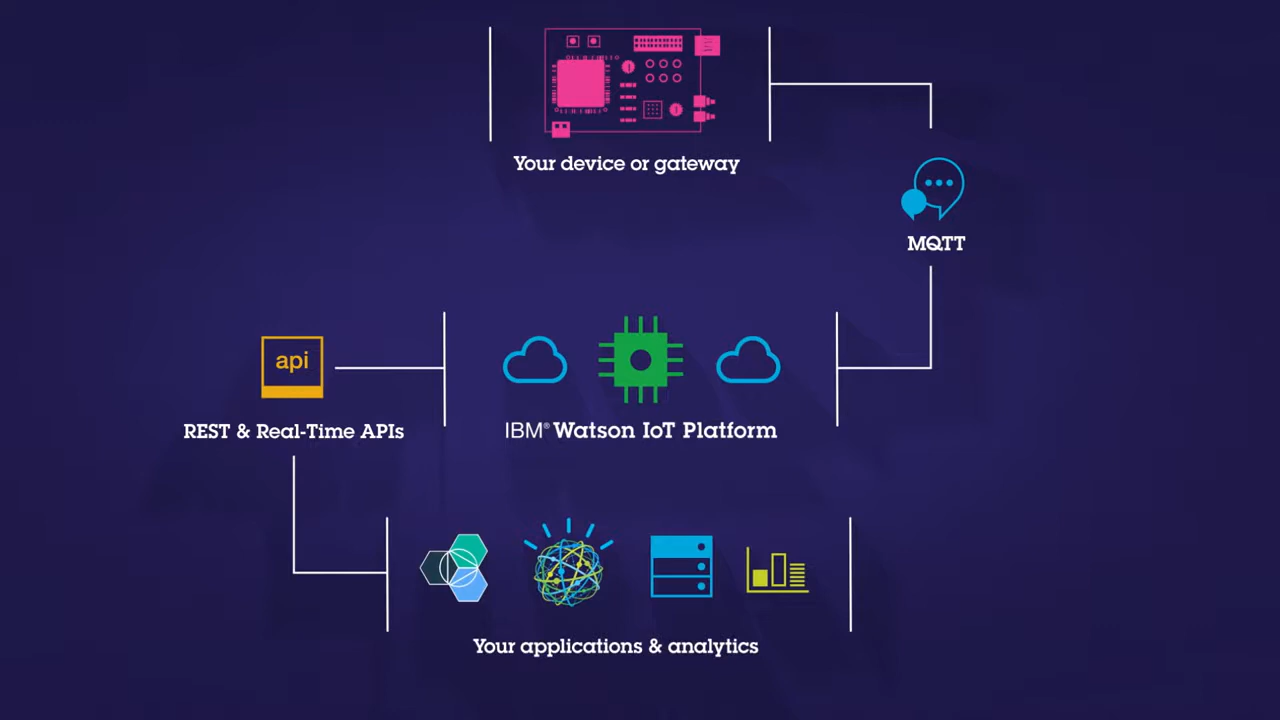 Your device or gateway
MQTT
api
REST & Real-Time APIs
IBM® Watson IoT Platform
Your applications & analytics